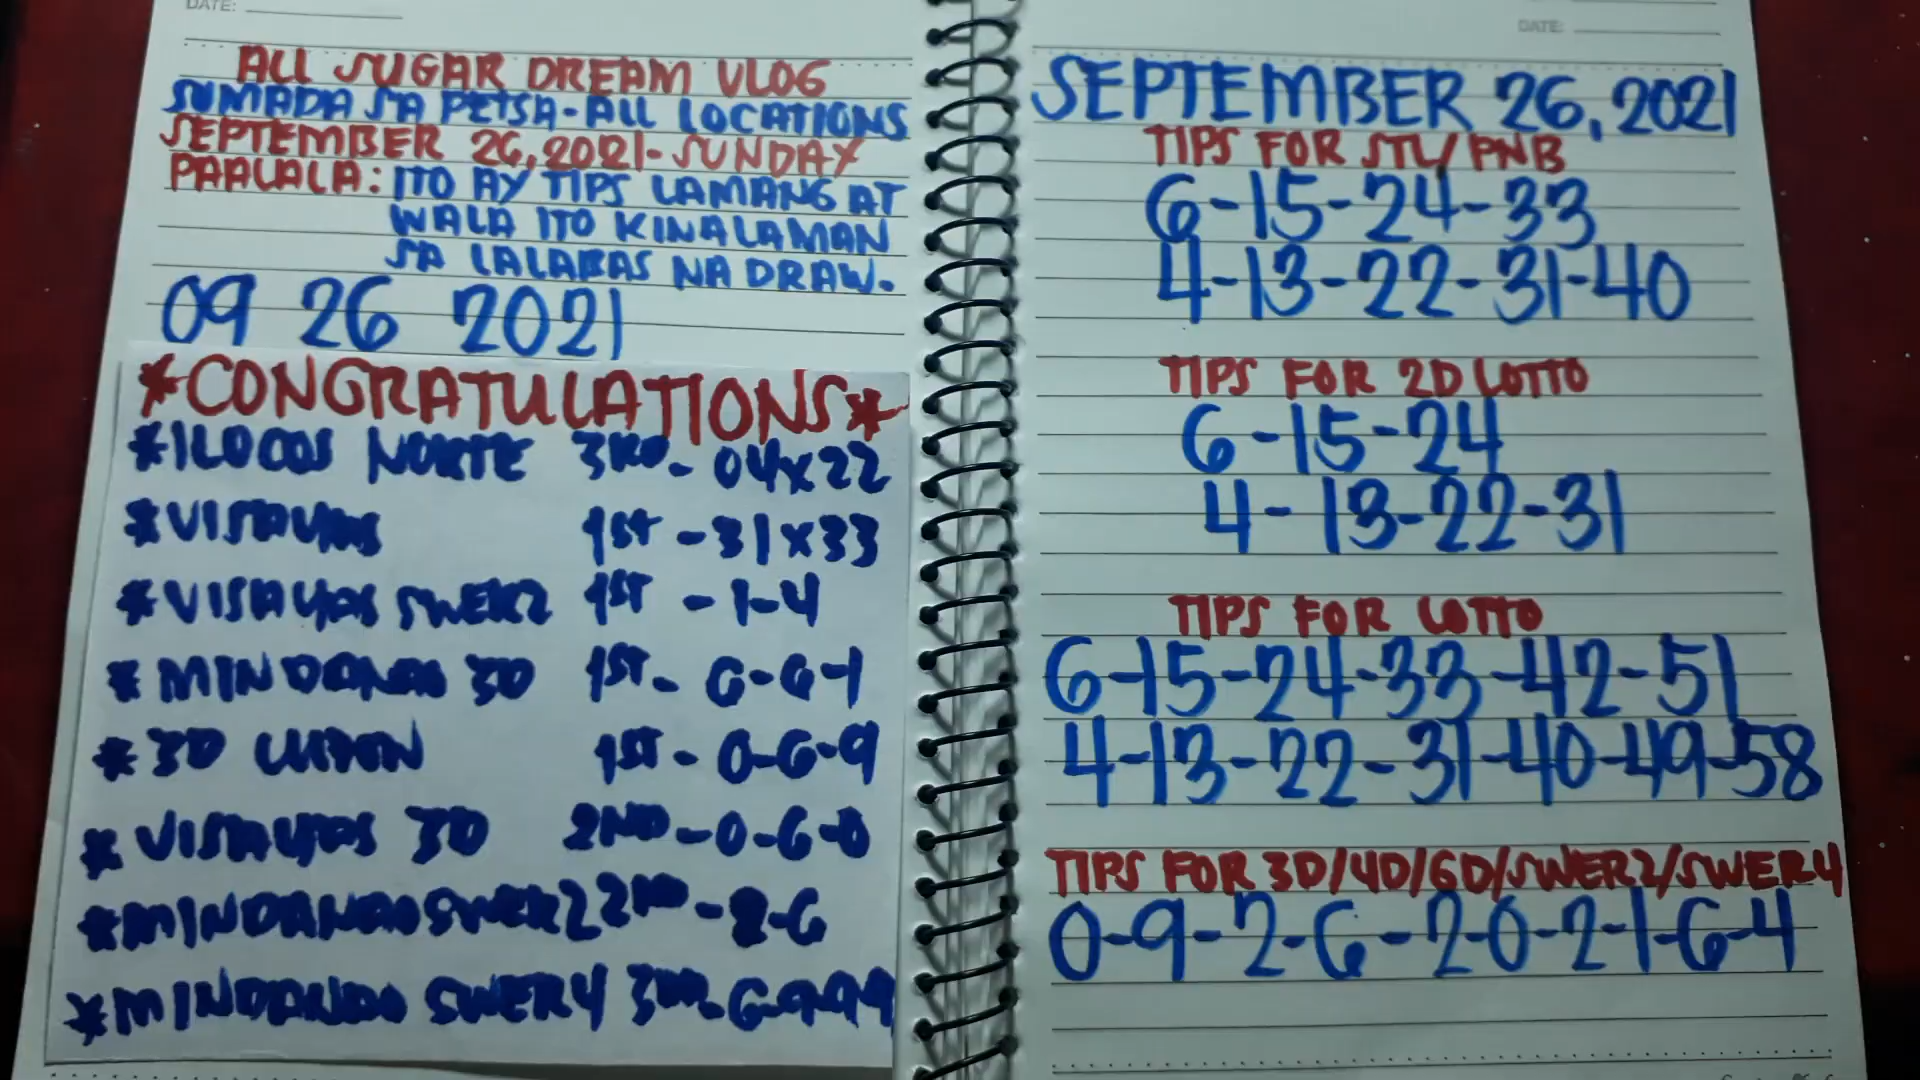 DATE:
ALL SUGAR DREAM VLOG
SUMADA SA PETSA-ALL LOCATIONS
SEPTEMBER 26, 2021-SUNDAY
PAALALA: ITO AY TIPS LAMANG AT
WALA ITO KINALAMAN
SA LALABAS NA DRAW.
09 26 2021
*CONGRATULATIONS*
*ILOCOS NORTE 3RD- 04X22
*VISAYAS 1ST -31X33
*VISAYAS SWER2 1ST -1-4
*MINDANAO 3D 1ST- 6-6-1
*3D LUZON 1ST- 0-6-9
*VISAYAS 3D 2ND-0-6-0
*MINDANAO SWER2 2ND -2-6
*MINDANAO SWER4 3RD-6-9-9-9
DATE:
SEPTEMBER 26, 2021
TIPS FOR STL/PNB
6-15-24-33
4-13-22-31-40
TIPS FOR 2D LOTTO
6-15-24
4-13-22-31
TIPS FOR LOTTO
6-15-24-33-42-51
4-13-22-31-40-49-58
TIPS FOR 3D/4D/6D/SWER2/SWER4
0-9-2-6-2-0-2-1-6-4